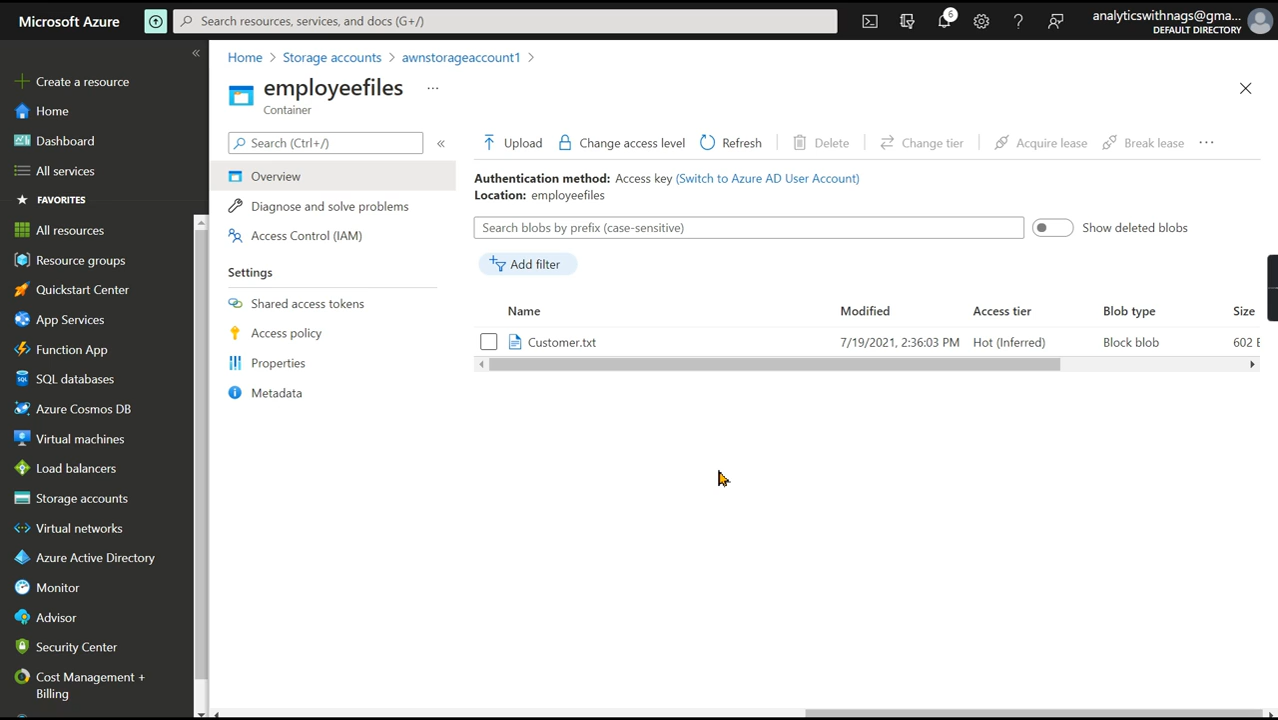 Microsoft Azure
Search resources, services, and docs (G+/)
6
analyticswithnags@gma...
DEFAULT DIRECTORY
Create a resource
Home
Dashboard
All services
FAVORITES
All resources
Resource groups
Quickstart Center
App Services
Function App
SQL databases
Azure Cosmos DB
Virtual machines
Load balancers
Storage accounts
Virtual networks
Azure Active Directory
Monitor
Advisor
Security Center
Cost Management +
Billing
Home > Storage accounts > awnstorageaccount1 >
employeefiles ...
Container
Search (Ctrl+/)
Overview
Diagnose and solve problems
Access Control (IAM)
Settings
Shared access tokens
Access policy
Properties
Metadata
Upload Change access level Refresh Delete Change tier Acquire lease Break lease ...
Authentication method: Access key (Switch to Azure AD User Account)
Location: employeefiles
Search blobs by prefix (case-sensitive)
Show deleted blobs
Add filter
Name Modified Access tier Blob type Size
Customer.txt 7/19/2021, 2:36:03 PM Hot (Inferred) Block blob 602